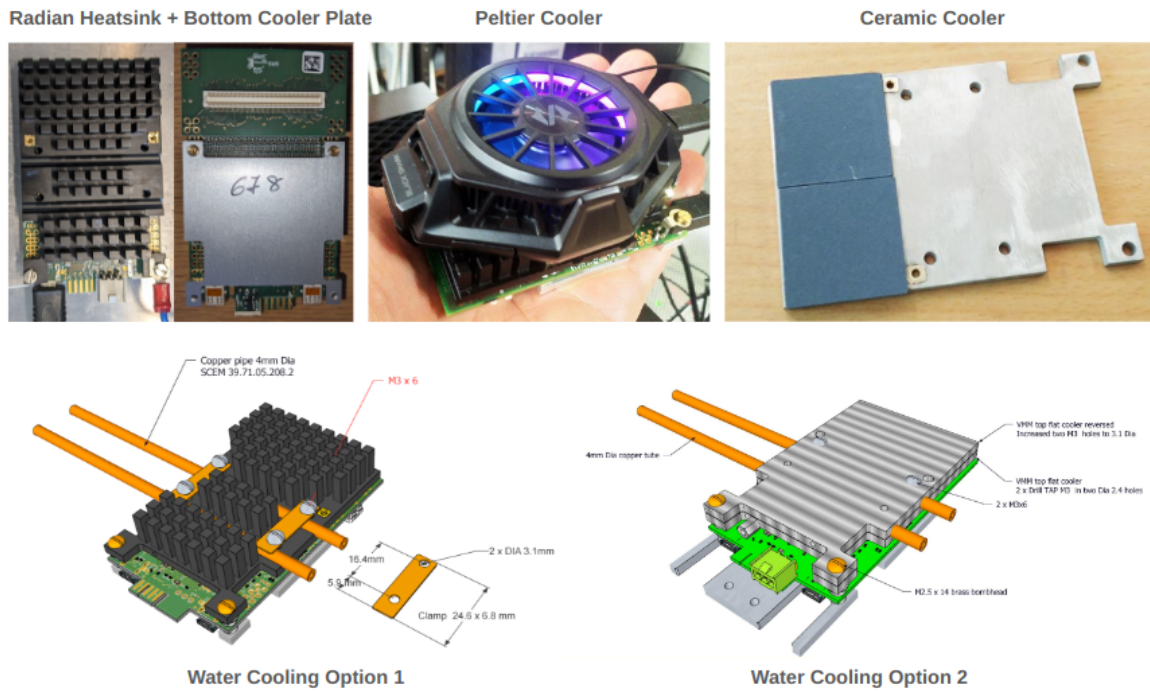 Radian Heatsink + Bottom Cooler Plate
Peltier Cooler
Ceramic Cooler
678
Copper pipe 4mm Dia
SCEM 39.71.05.208.2
M3 x 6
16.4mm
2 x DIA 3.1mm
Clamp 24.6 x 6.8 mm
4mm Dia copper tube
VMM top flat cooler reversed
Increased two M3 holes to 3.1 Dia
VMM top flat cooler
2 x Drill TAP M3 in two Dia 2.4 holes
2 x M3x6
M2.5 x 14 brass bombhead
Water Cooling Option 1
Water Cooling Option 2